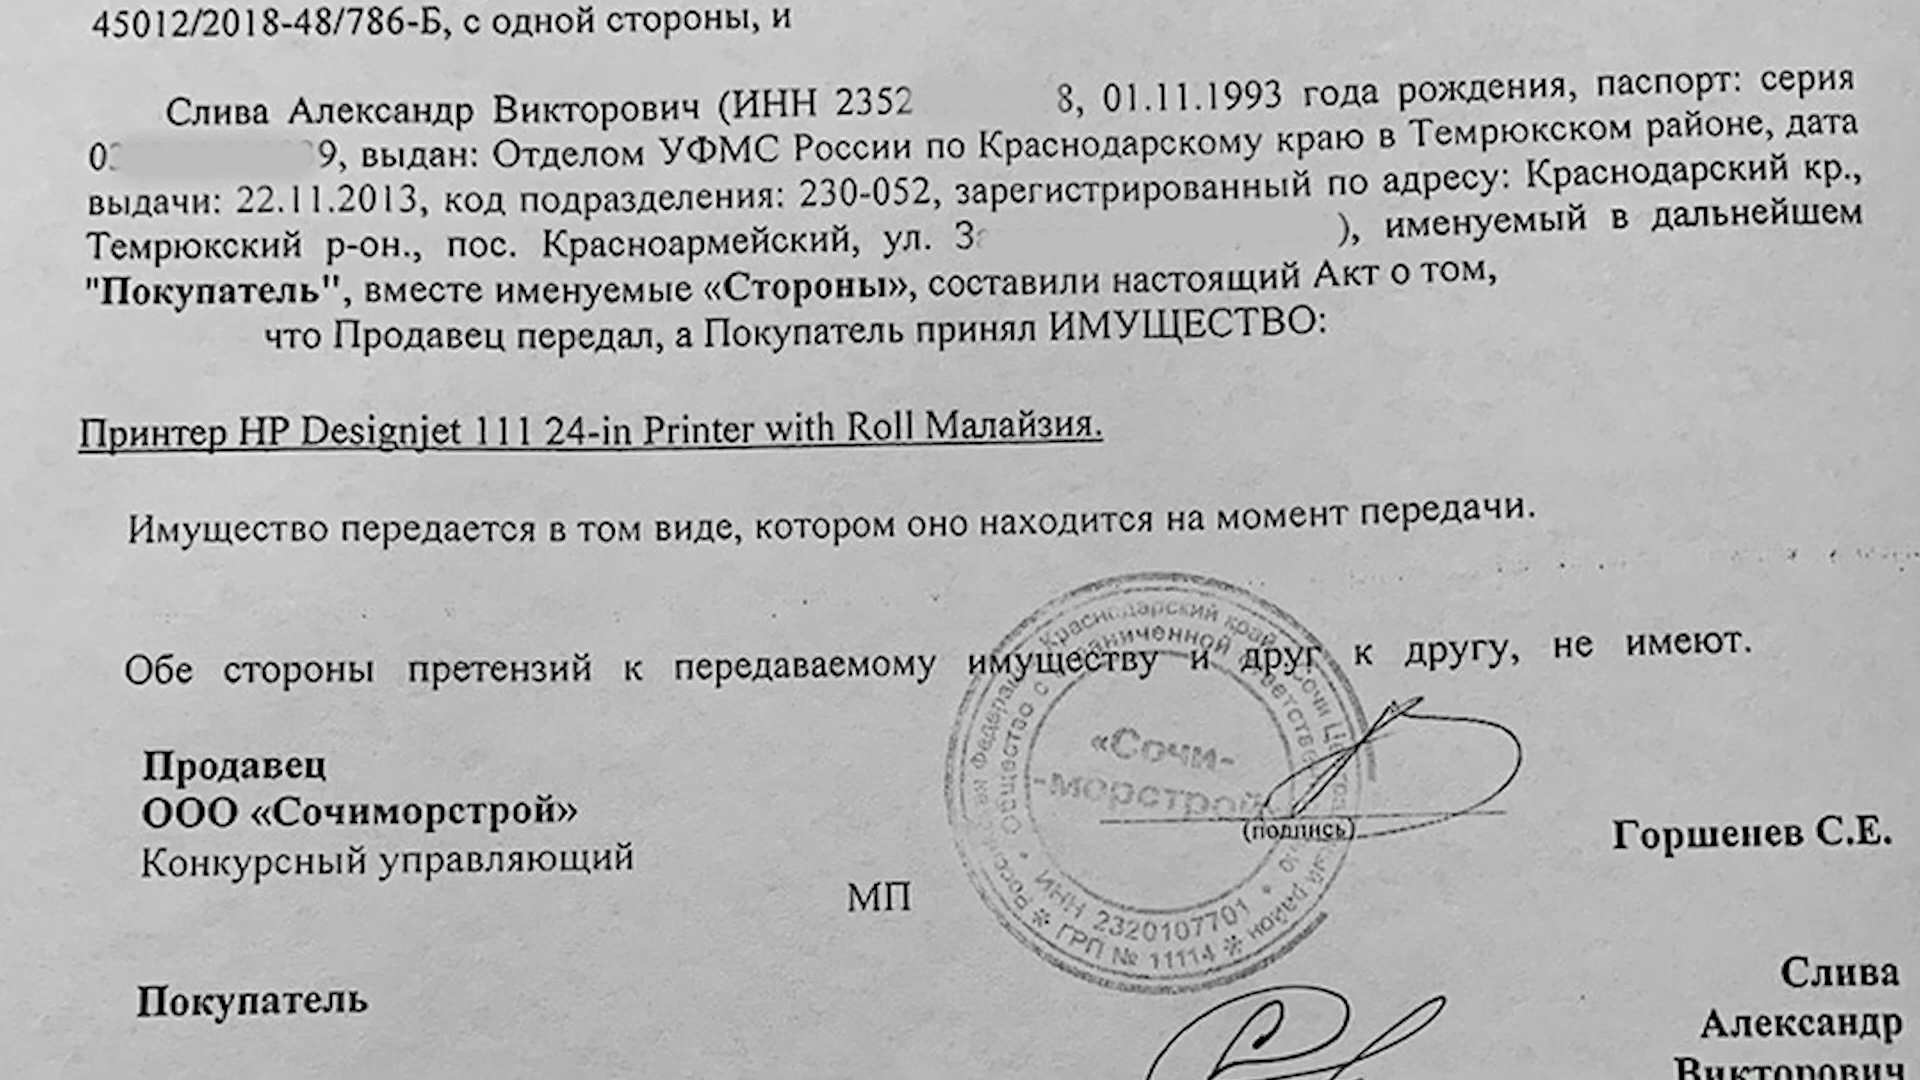 45012/2018-48/786-Б, с одной стороны, и
Слива Александр Викторович (ИНН 2352 8, 01.11.1993 года рождения, паспорт: серия
0 9, выдан: Отделом УФМС России по Краснодарскому краю в Темрюкском районе, дата
выдачи: 22.11.2013, код подразделения: 230-052, зарегистрированный по адресу: Краснодарский кр.,
Темрюкский р-он., пос. Красноармейский, ул. З ), именуемый в дальнейшем
"Покупатель", вместе именуемые «Стороны», составили настоящий Акт о том,
что Продавец передал, а Покупатель принял ИМУЩЕСТВО:
Принтер HP Designjet 111 24-in Printer with Roll Малайзия.
Имущество передается в том виде, котором оно находится на момент передачи.
Обе стороны претензий к передаваемому имуществу и друг к другу, не имеют.
Продавец
ООО «Сочиморстрой»
Конкурсный управляющий
МП
(подпись)
Горшенев С.Е.
Краснодарский край
«Сочи-
-морстрой»
ИНН 2320107701
ГРП № 11114
Покупатель
Слива
Александр
Викторович